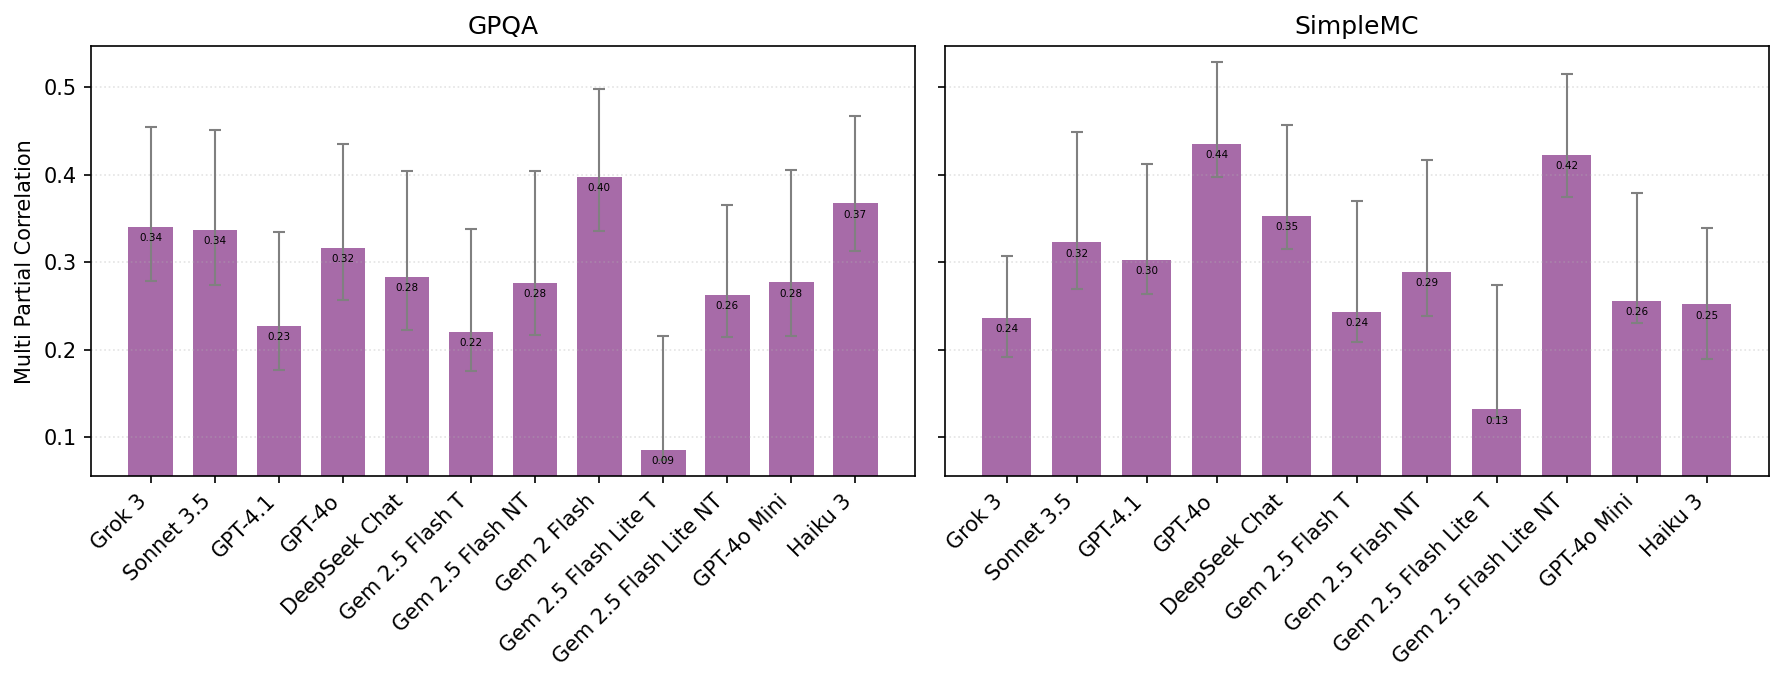 GPQA
SimpleMC
Multi Partial Correlation
0.5
0.4
0.3
0.2
0.1
0.34
0.34
0.23
0.32
0.28
0.22
0.28
0.40
0.09
0.26
0.28
0.37
Grok 3
Sonnet 3.5
GPT-4.1
GPT-4o
DeepSeek Chat
Gem 2.5 Flash T
Gem 2.5 Flash NT
Gem 2 Flash
Gem 2.5 Flash Lite T
Gem 2.5 Flash Lite NT
GPT-4o Mini
Haiku 3
0.24
0.32
0.30
0.44
0.35
0.24
0.29
0.13
0.42
0.26
0.25
Grok 3
Sonnet 3.5
GPT-4.1
GPT-4o
DeepSeek Chat
Gem 2.5 Flash T
Gem 2.5 Flash NT
Gem 2.5 Flash Lite T
Gem 2.5 Flash Lite NT
GPT-4o Mini
Haiku 3